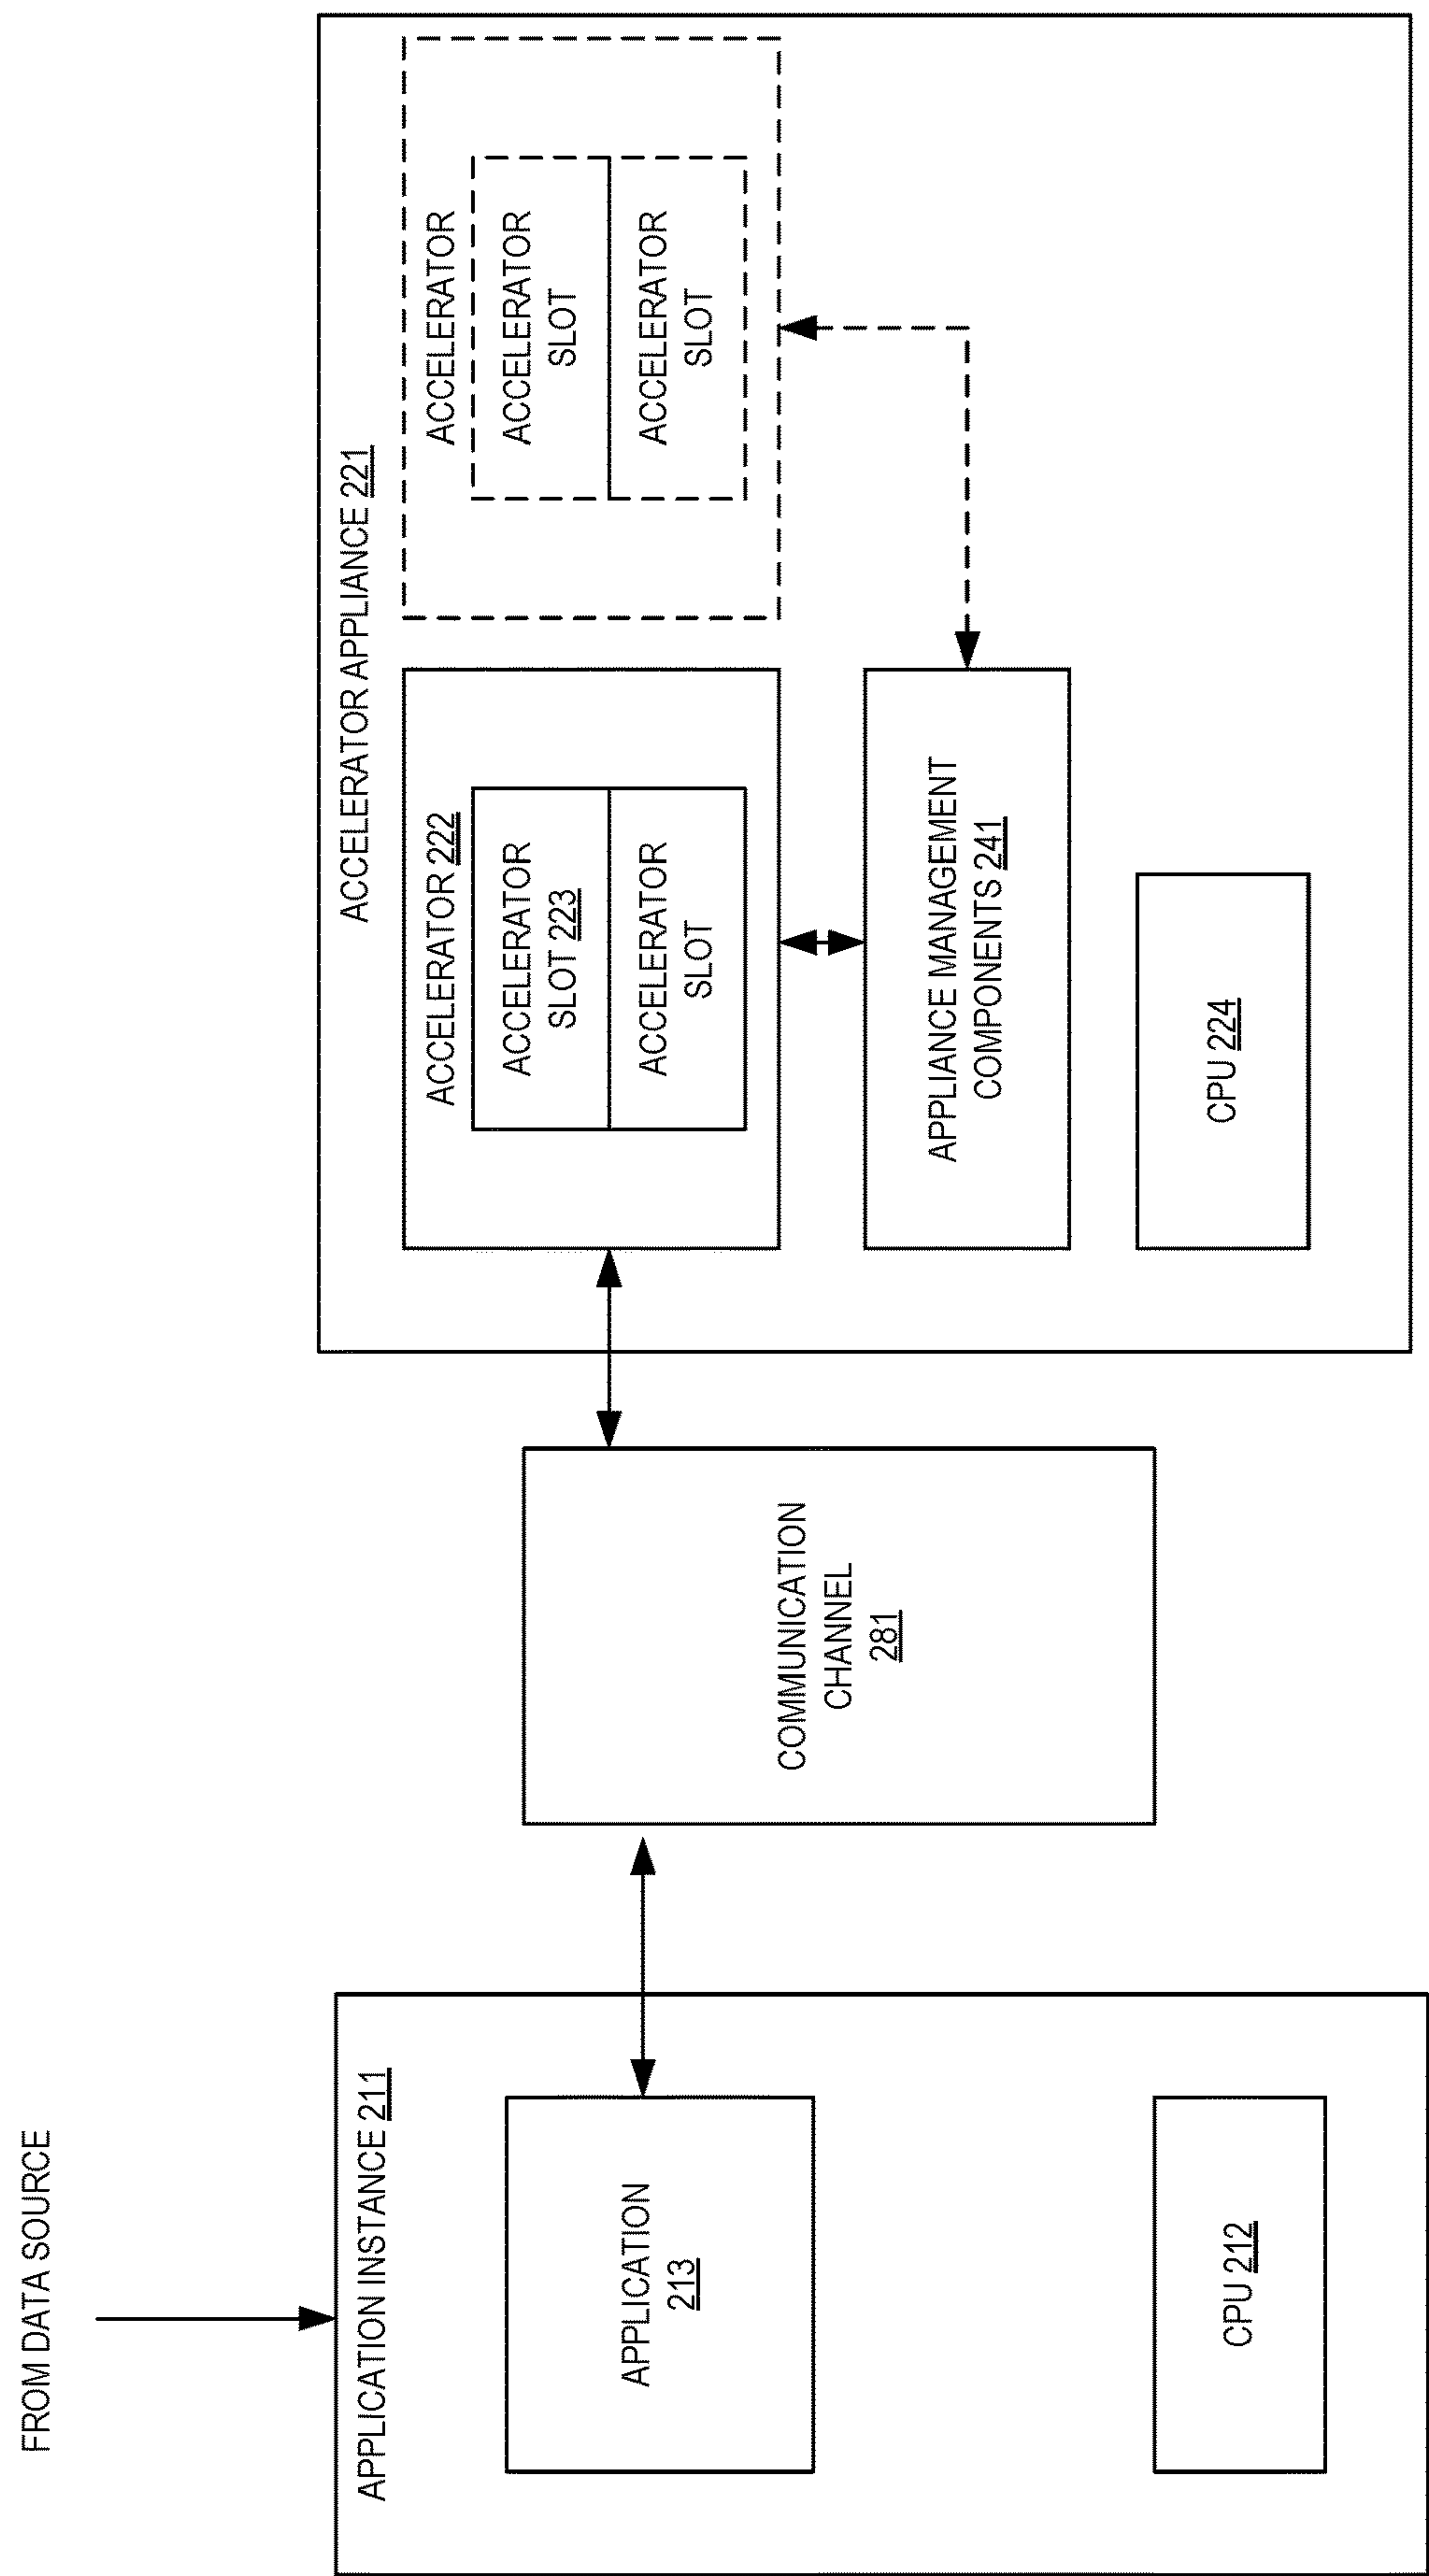 FROM DATA SOURCE
APPLICATION INSTANCE 211
APPLICATION
213
CPU 212
COMMUNICATION
CHANNEL
281
ACCELERATOR APPLIANCE 221
ACCELERATOR 222
ACCELERATOR
SLOT 223
ACCELERATOR
SLOT
ACCELERATOR
ACCELERATOR
SLOT
ACCELERATOR
SLOT
APPLIANCE MANAGEMENT
COMPONENTS 241
CPU 224